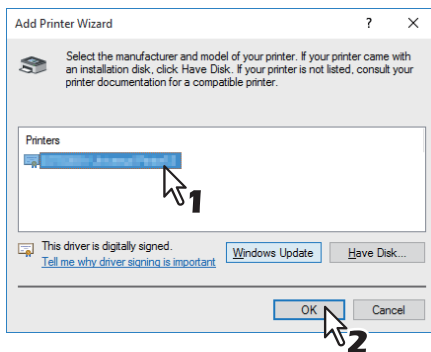 Add Printer Wizard
?
Select the manufacturer and model of your printer. If your printer came with
an installation disk, click Have Disk. If your printer is not listed, consult your
printer documentation for a compatible printer.
Printers
1
This driver is digitally signed.
Tell me why driver signing is important
Windows Update
Have Disk...
OK
Cancel
2